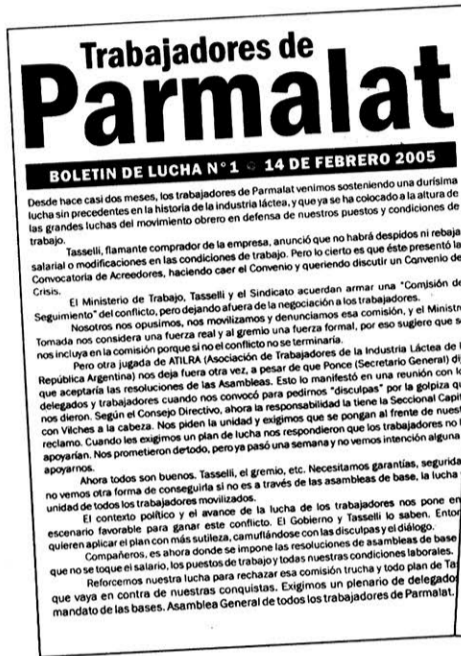 Trabajadores de
Parmalat
BOLETIN DE LUCHA N°1 14 DE FEBRERO 2005
Desde hace casi dos meses, los trabajadores de Parmalat venimos sosteniendo una durísima
lucha sin precedentes en la historia de la industria láctea, y que ya se ha colocado a la altura de
las grandes luchas del movimiento obrero en defensa de nuestros puestos y condiciones de
trabajo.
Tasselli, flamante comprador de la empresa, anunció que no habrá despidos ni rebaja
salarial o modificaciones en las condiciones de trabajo. Pero lo cierto es que éste presentó la
Convocatoria de Acreedores, haciendo caer el Convenio y queriendo discutir un Convenio de
Crisis.
El Ministerio de Trabajo, Tasselli y el Sindicato acuerdan armar una "Comisión de
Seguimiento" del conflicto, pero dejando afuera de la negociación a los trabajadores.
Nosotros nos opusimos, nos movilizamos y denunciamos esa comisión, y el Ministr
Tomada nos considera una fuerza real y al gremio una fuerza formal, por eso sugiere que se
nos incluya en la comisión porque si no el conflicto no se terminaría.
Pero otra jugada de ATILRA (Asociación de Trabajadores de la Industria Láctea de l
República Argentina) nos deja fuera otra vez, a pesar de que Ponce (Secretario General) dij
que aceptaría las resoluciones de las Asambleas. Esto lo manifestó en una reunión con lo
delegados y trabajadores cuando nos convocó para pedirnos "disculpas" por la golpiza qu
nos dieron. Según el Consejo Directivo, ahora la responsabilidad la tiene la Seccional Capit
con Vilches a la cabeza. Nos piden la unidad y exigimos que se pongan al frente de nuest
reclamo. Cuando les exigimos un plan de lucha nos respondieron que los trabajadores no l
apoyarían. Nos prometieron de todo, pero ya pasó una semana y no vemos intención alguna
apoyarnos.
Ahora todos son buenos. Tasselli, el gremio, etc. Necesitamos garantías, segurida
no vemos otra forma de conseguirla si no es a través de las asambleas de base, la lucha
unidad de todos los trabajadores movilizados.
El contexto político y el avance de la lucha de los trabajadores nos pone en
escenario favorable para ganar este conflicto. El Gobierno y Tasselli lo saben. Enton
quieren aplicar el plan con más sutileza, camuflándose con las disculpas y el diálogo.
Compañeros, es ahora donde se impone las resoluciones de asambleas de base
que no se toque el salario, los puestos de trabajo y todas nuestras condiciones laborales.
Reforcemos nuestra lucha para rechazar esa comisión trucha y todo plan de Tas
que vaya en contra de nuestras conquistas. Exigimos un plenario de delegado
mandato de las bases. Asamblea General de todos los trabajadores de Parmalat.